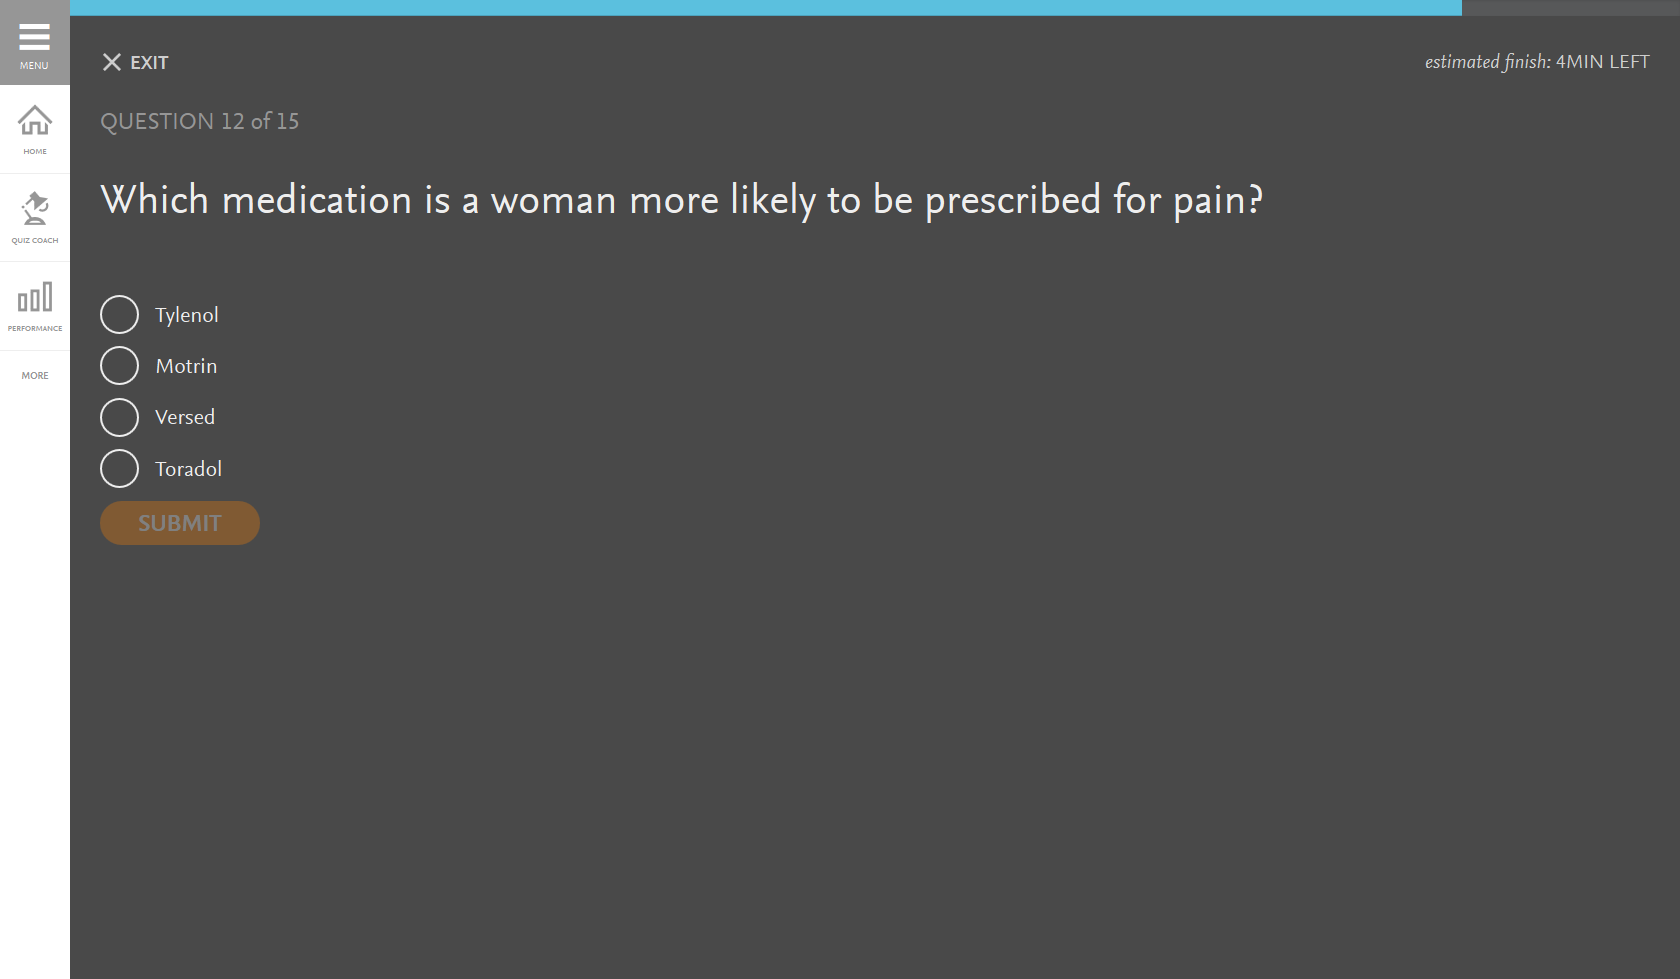 MENU
HOME
QUIZ COACH
PERFORMANCE
MORE
EXIT
estimated finish: 4MIN LEFT
QUESTION 12 of 15
Which medication is a woman more likely to be prescribed for pain?
Tylenol
Motrin
Versed
Toradol
SUBMIT